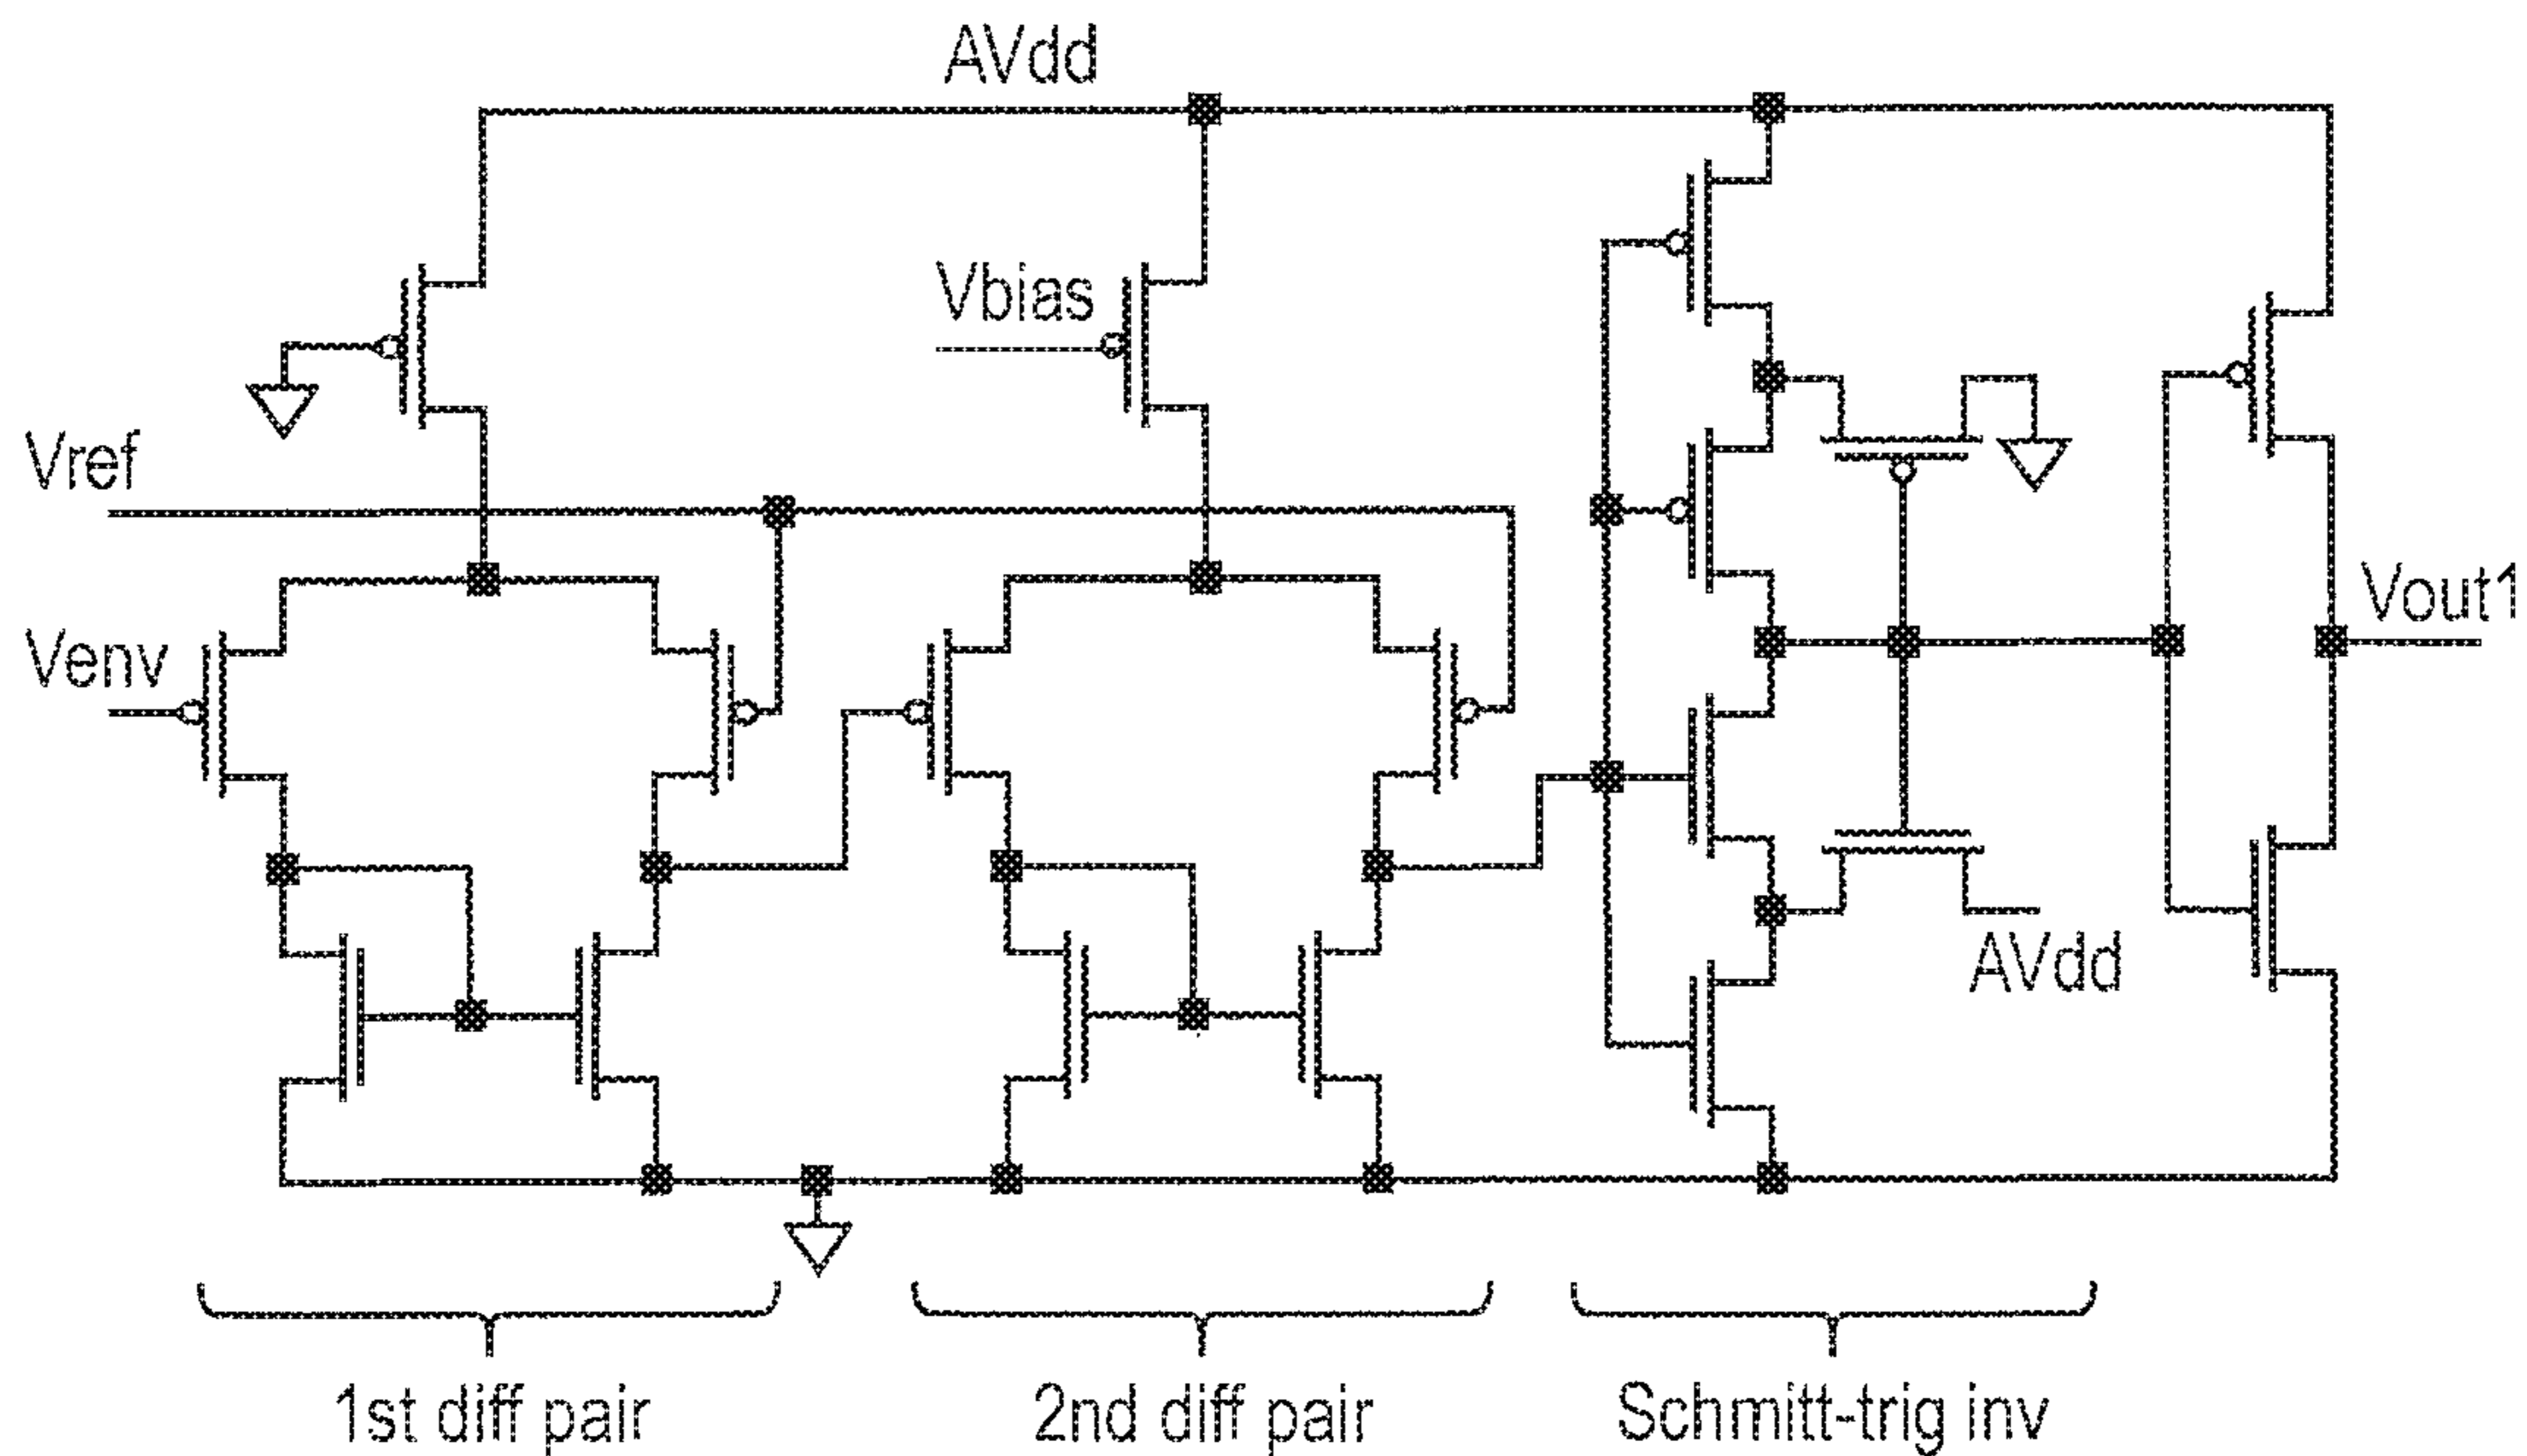 AVdd
Vbias
Vref
Venv
Vout1
AVdd
1st diff pair
2nd diff pair
Schmitt-trig inv